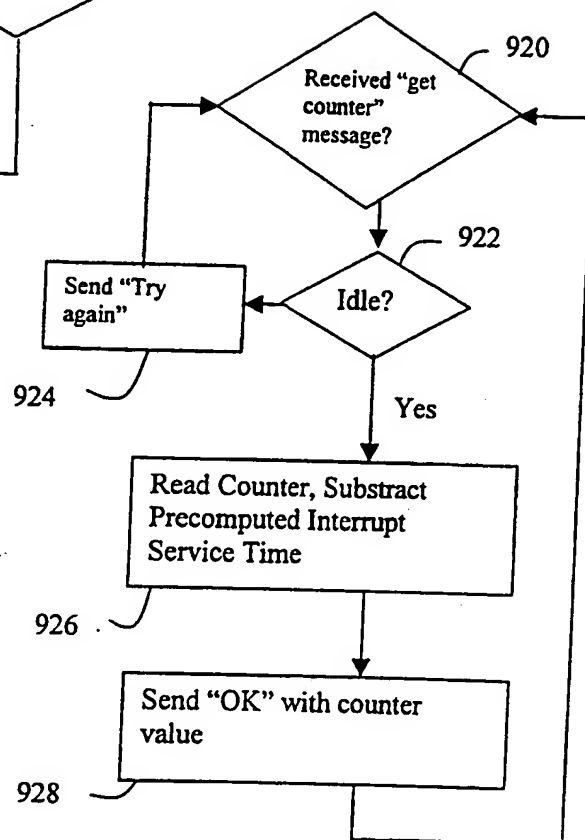 920
Received “get
counter”
message?
922
Idle?
Send “Try
again”
924
Yes
Read Counter, Substract
Precomputed Interrupt
Service Time
926
Send “OK” with counter
value
928